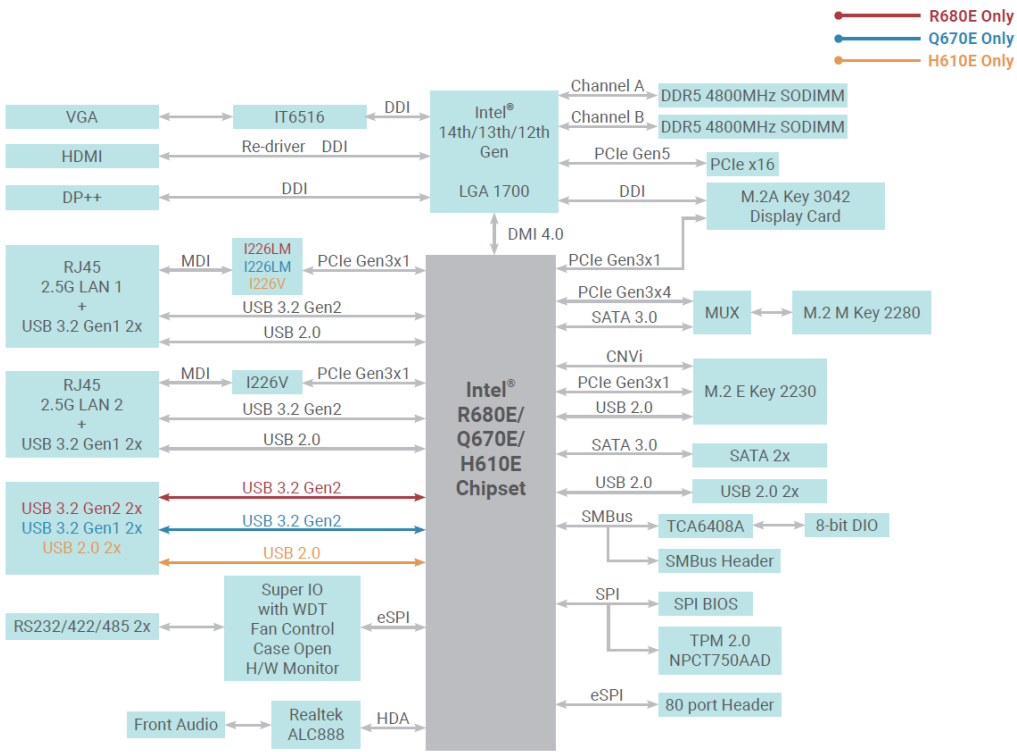 R680E Only
Q670E Only
H610E Only
VGA
IT6516
DDI
HDMI
Re-driver DDI
DP++
DDI
Intel®
14th/13th/12th
Gen
LGA 1700
Channel A
DDR5 4800MHz SODIMM
Channel B
DDR5 4800MHz SODIMM
PCIe Gen5
PCIe x16
DDI
M.2A Key 3042
Display Card
DMI 4.0
PCIe Gen3x1
RJ45
2.5G LAN 1
+
USB 3.2 Gen1 2x
MDI
I226LM
I226LM
I226V
PCIe Gen3x1
USB 3.2 Gen2
USB 2.0
RJ45
2.5G LAN 2
+
USB 3.2 Gen1 2x
MDI
I226V
PCIe Gen3x1
USB 3.2 Gen2
USB 2.0
USB 3.2 Gen2 2x
USB 3.2 Gen1 2x
USB 2.0 2x
USB 3.2 Gen2
USB 3.2 Gen2
USB 2.0
RS232/422/485 2x
Super IO
with WDT
Fan Control
Case Open
H/W Monitor
eSPI
Front Audio
Realtek
ALC888
HDA
Intel®
R680E/
Q670E/
H610E
Chipset
PCIe Gen3x4
SATA 3.0
MUX
M.2 M Key 2280
CNVi
PCIe Gen3x1
USB 2.0
M.2 E Key 2230
SATA 3.0
SATA 2x
USB 2.0
USB 2.0 2x
SMBus
TCA6408A
8-bit DIO
SMBus Header
SPI
SPI BIOS
TPM 2.0
NPCT750AAD
eSPI
80 port Header